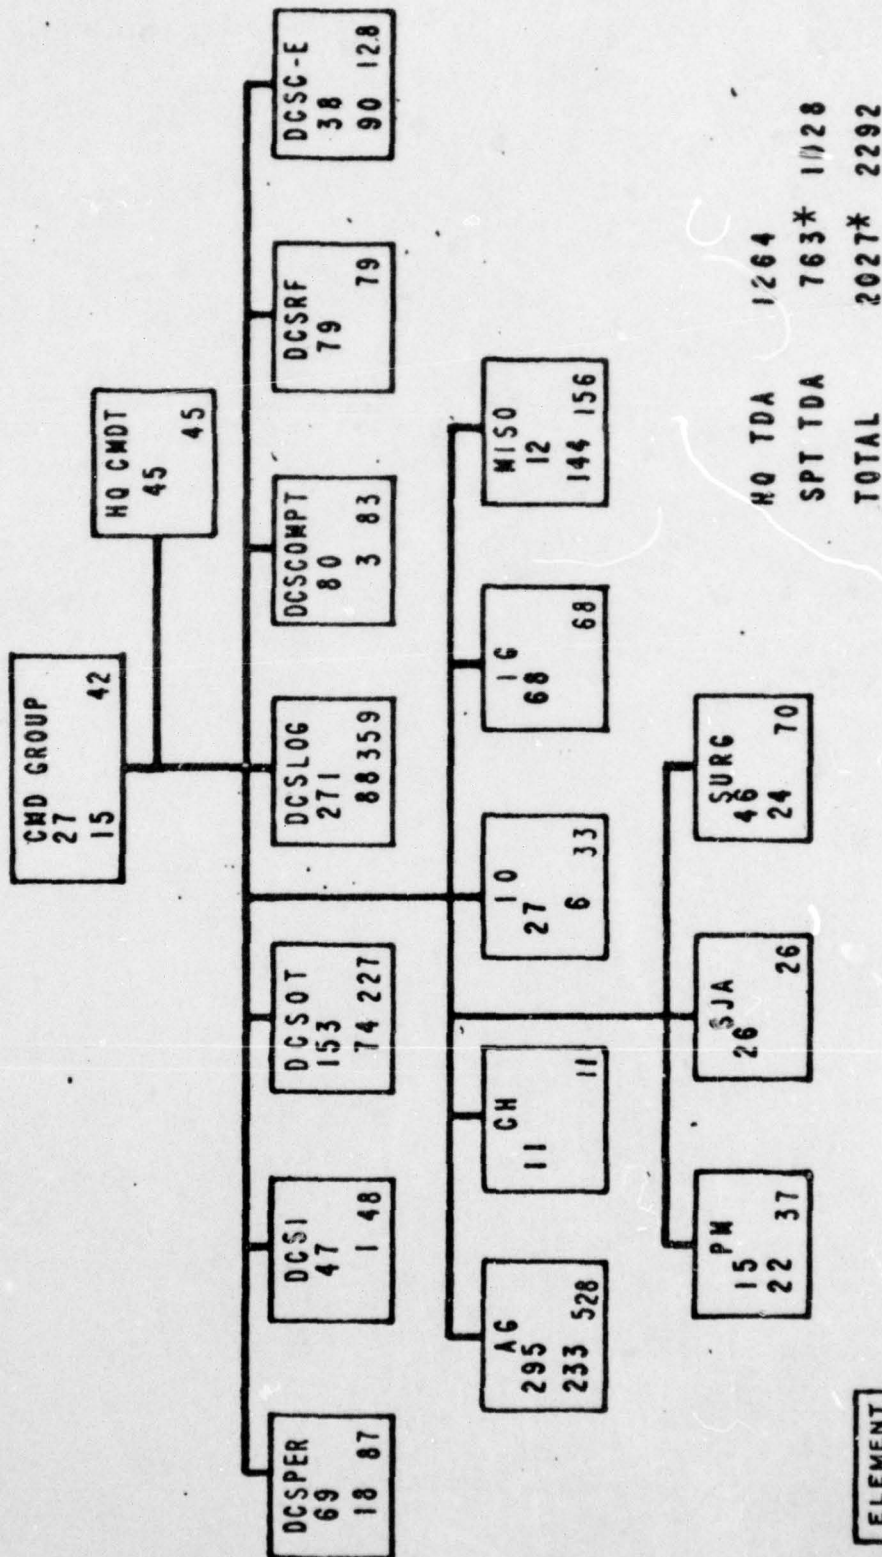 CMD GROUP
27
15 42
HQ CMDT
45
45
DCSPER
69
18 87
DCSI
47
1 48
DCSOT
153
74 227
DCSLOG
271
88 359
DCSCOMPT
80
3 83
DCSRF
79
79
DCSC-E
38
90 128
AG
295
233 528
CH
11
11
IO
27
6 33
IG
68
68
MISO
12
144 156
PM
15
22 37
SJA
26
26
SURG
46
24 70
HQ TDA 1264
SPT TDA 763* 1028
TOTAL 2027* 2292
ELEMENT